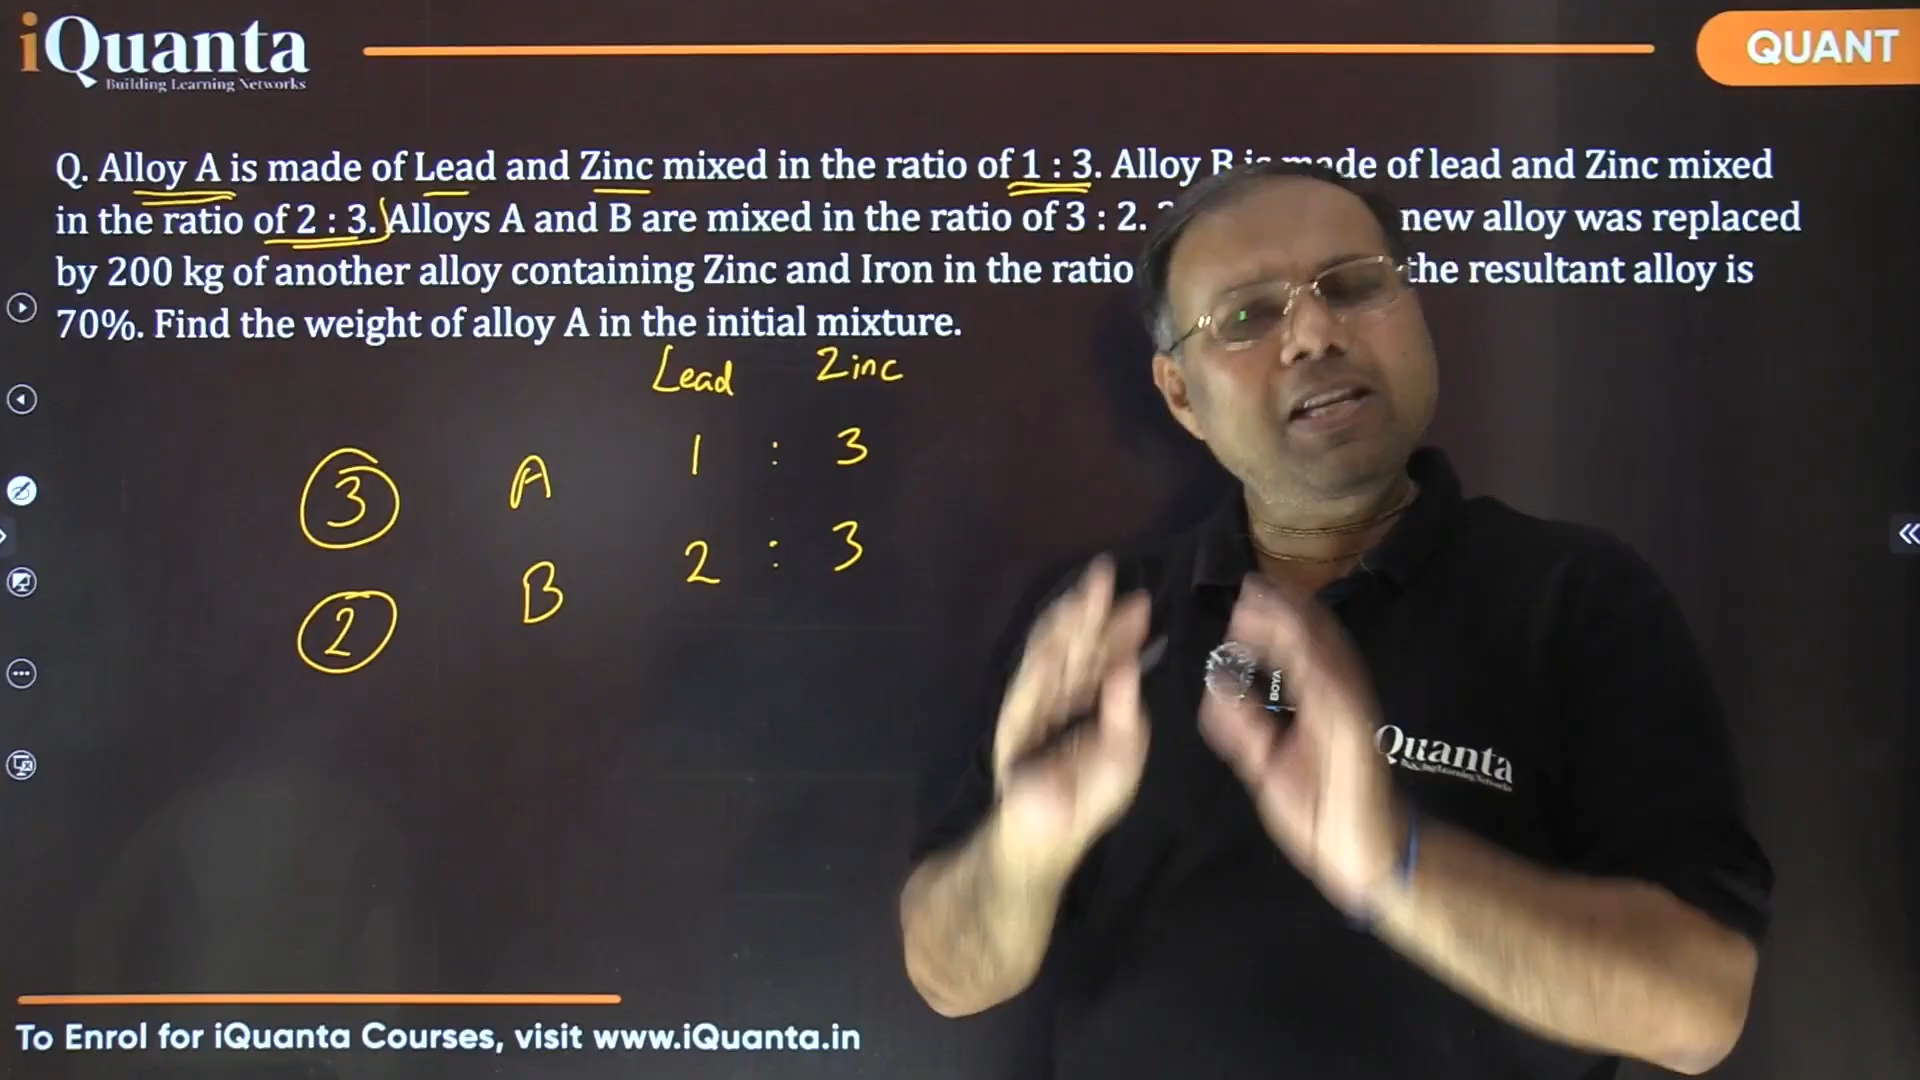 iQuanta
Building Learning Networks
QUANT
Q. Alloy A is made of Lead and Zinc mixed in the ratio of 1 : 3. Alloy B is made of lead and Zinc mixed
in the ratio of 2 : 3. Alloys A and B are mixed in the ratio of 3 : 2. new alloy was replaced
by 200 kg of another alloy containing Zinc and Iron in the ratio the resultant alloy is
70%. Find the weight of alloy A in the initial mixture.
Lead Zinc
3 A 1 : 3
2 B 2 : 3
BOYA
Quanta
To Enrol for iQuanta Courses, visit www.iQuanta.in